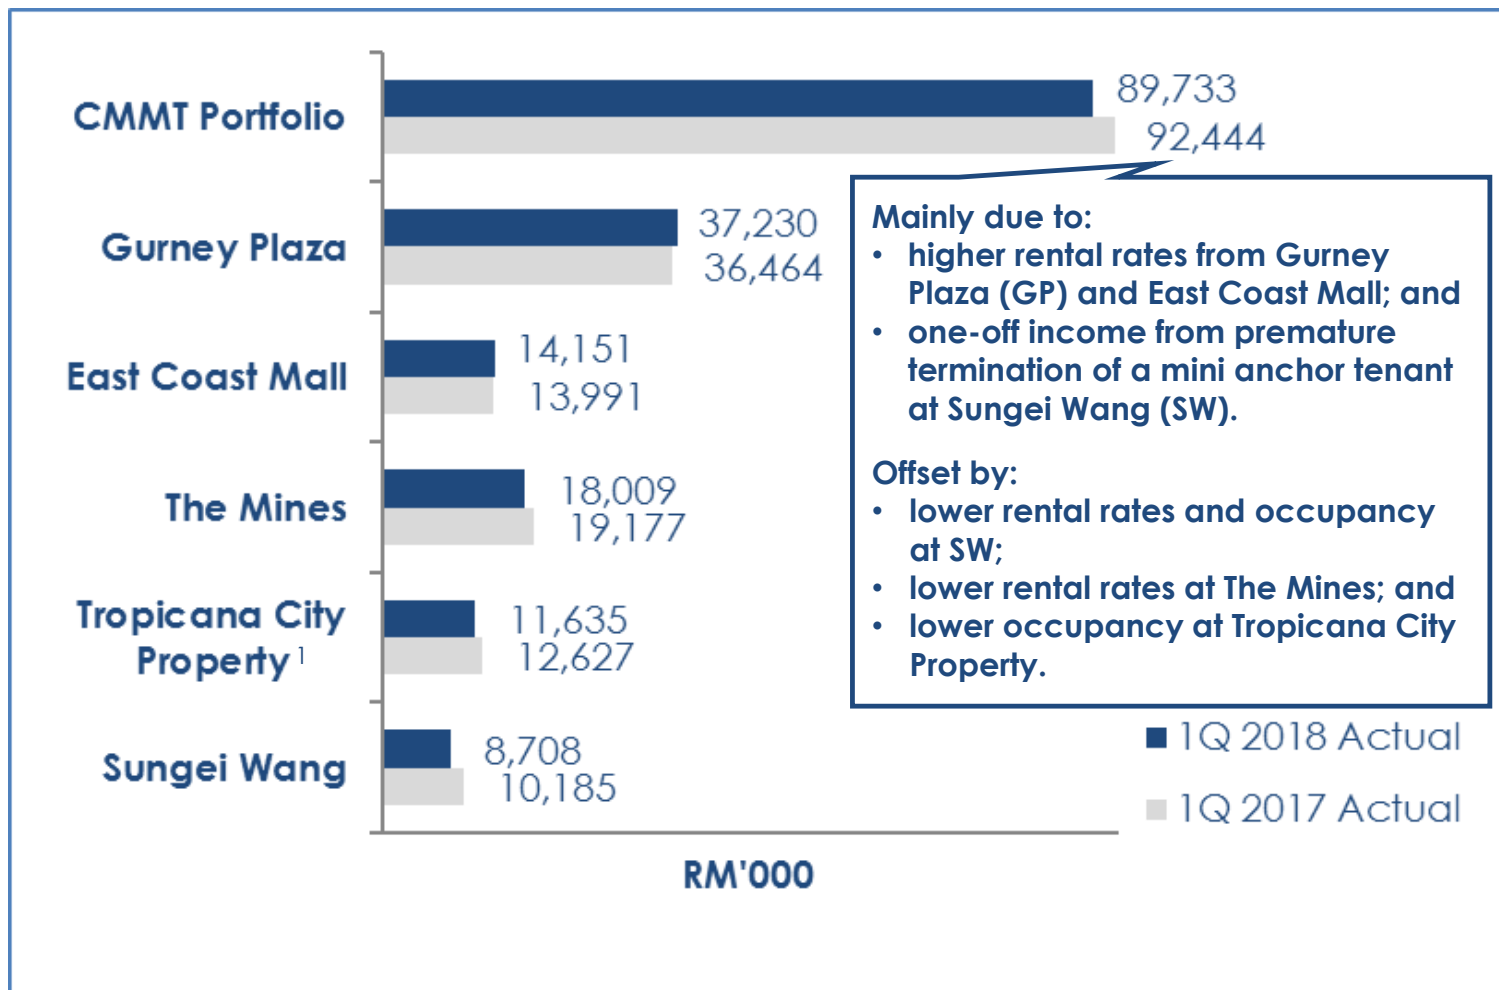 CMMT Portfolio
89,733
92,444
Gurney Plaza
37,230
36,464
East Coast Mall
14,151
13,991
The Mines
18,009
19,177
Tropicana City
Property 1
11,635
12,627
Sungei Wang
8,708
10,185
RM'000
Mainly due to:
• higher rental rates from Gurney
Plaza (GP) and East Coast Mall; and
• one-off income from premature
termination of a mini anchor tenant
at Sungei Wang (SW).
Offset by:
• lower rental rates and occupancy
at SW;
• lower rental rates at The Mines; and
• lower occupancy at Tropicana City
Property.
1Q 2018 Actual
1Q 2017 Actual